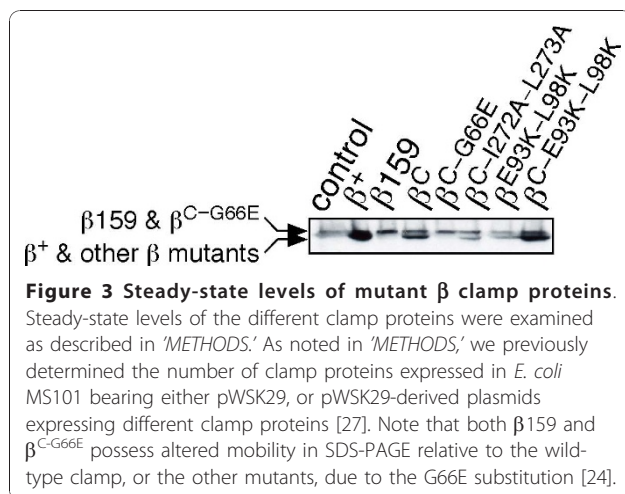 control
β+
β159
βC
βC-G66E
βC-I272A-L273A
βE93K-L98K
βC-E93K-L98K
β159 & βC-G66E
β+ & other β mutants
Figure 3 Steady-state levels of mutant β clamp proteins.
Steady-state levels of the different clamp proteins were examined
as described in 'METHODS.' As noted in 'METHODS,' we previously
determined the number of clamp proteins expressed in E. coli
MS101 bearing either pWSK29, or pWSK29-derived plasmids
expressing different clamp proteins [27]. Note that both β159 and
βC-G66E possess altered mobility in SDS-PAGE relative to the wild-
type clamp, or the other mutants, due to the G66E substitution [24].